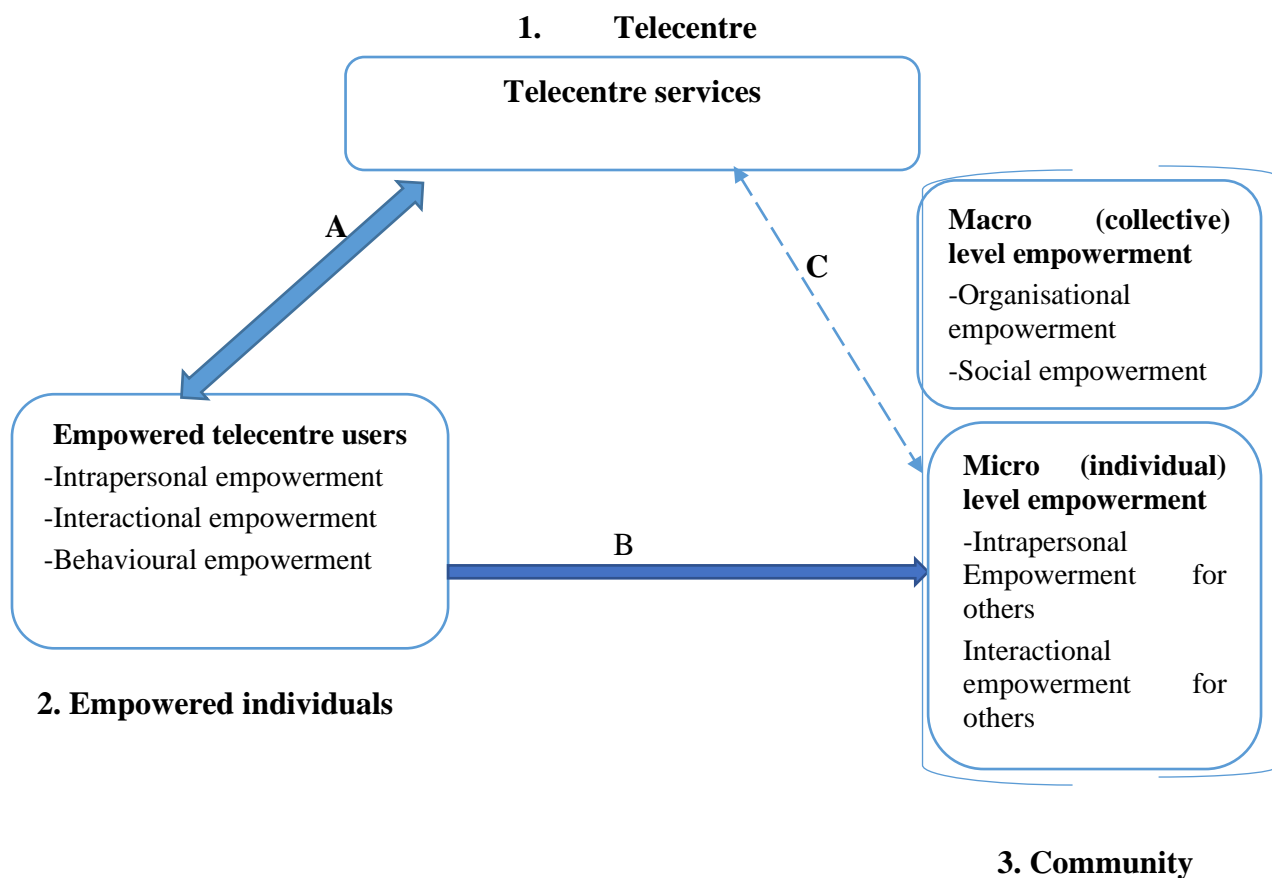 1. Telecentre
Telecentre services
A
C
Macro (collective)
level empowerment
-Organisational
empowerment
-Social empowerment
Empowered telecentre users
-Intrapersonal empowerment
-Interactional empowerment
-Behavioural empowerment
B
Micro (individual)
level empowerment
-Intrapersonal
Empowerment for
others
Interactional
empowerment for
others
2. Empowered individuals
3. Community